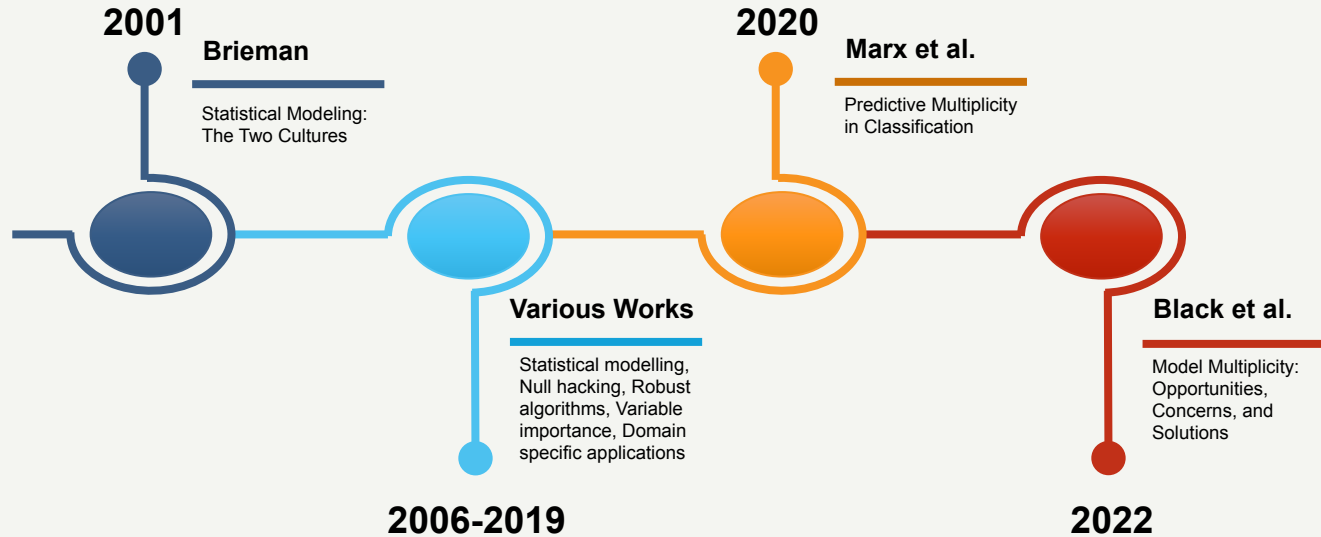 2001
Brieman
Statistical Modeling:
The Two Cultures
Various Works
Statistical modelling,
Null hacking, Robust
algorithms, Variable
importance, Domain
specific applications
2006-2019
2020
Marx et al.
Predictive Multiplicity
in Classification
Black et al.
Model Multiplicity:
Opportunities,
Concerns, and
Solutions
2022